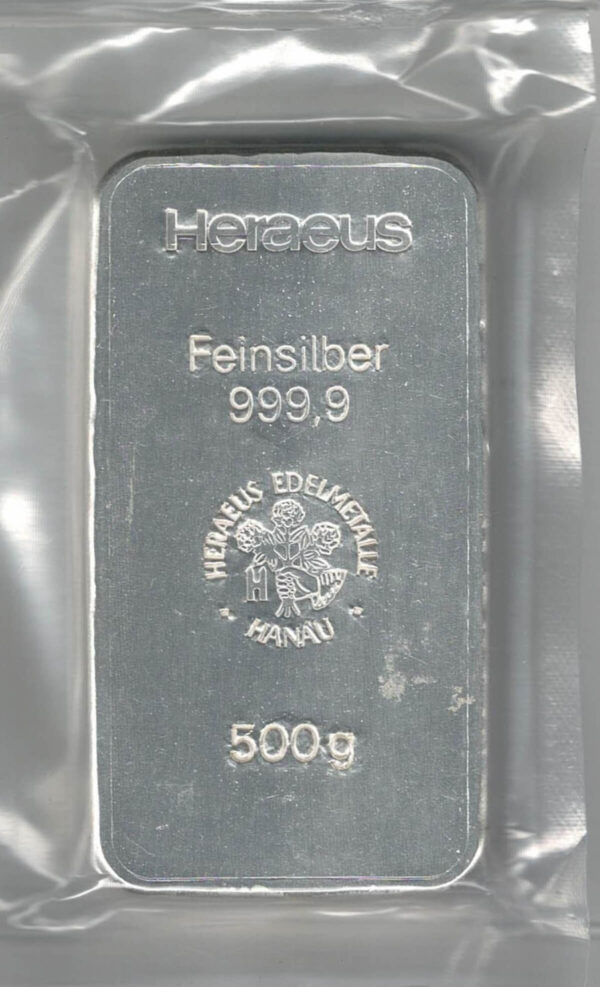 Heraeus
Feinsilber
999,9
HERAEUS EDELMETALLE
H
HANAU
500g